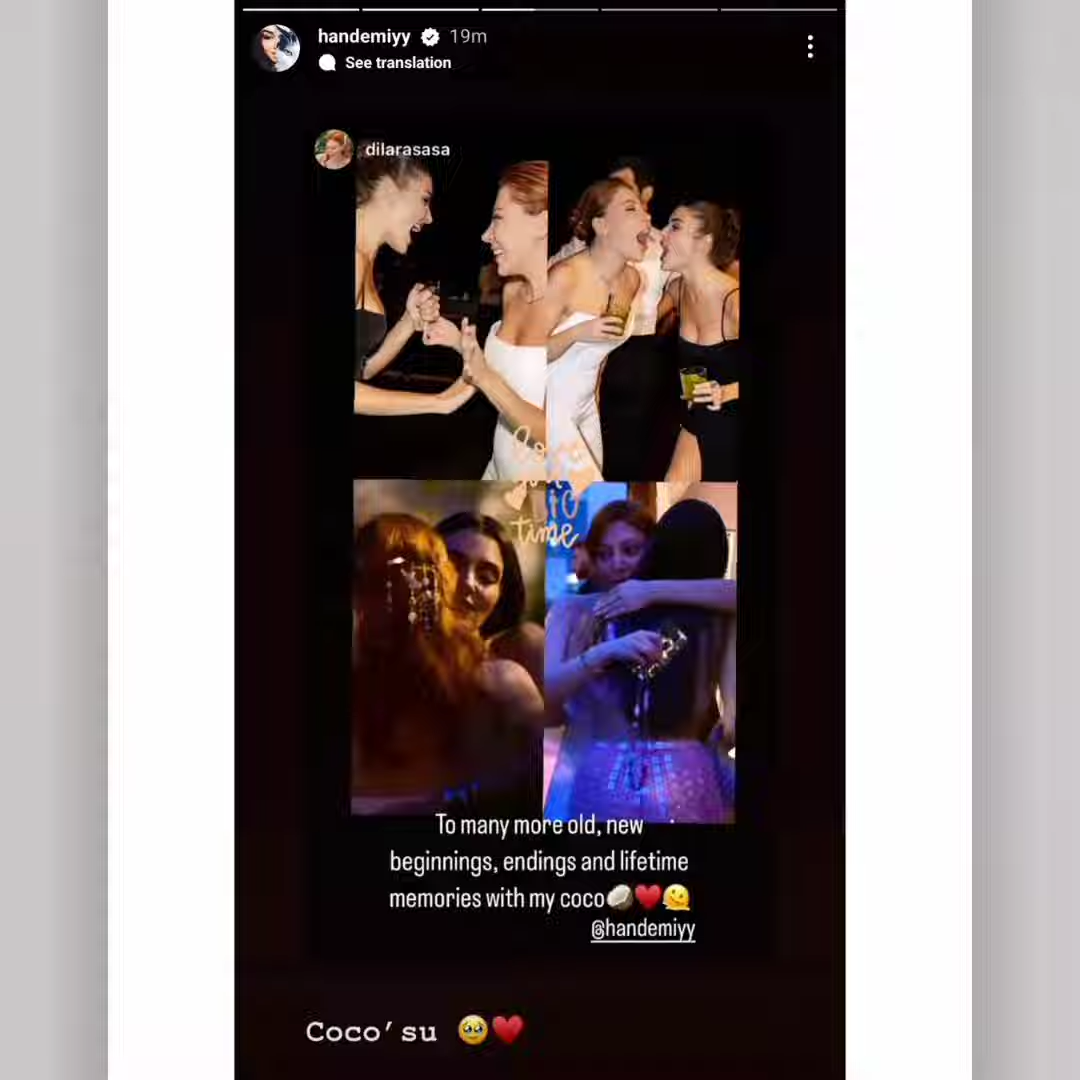 handemiyy 19m
See translation
dilarasasa
time
To many more old, new
beginnings, endings and lifetime
memories with my coco🥥❤️🫠
@handemiyy
Coco'su 🥹❤️